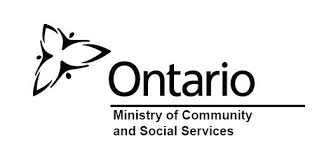 Ontario
Ministry of Community
and Social Services